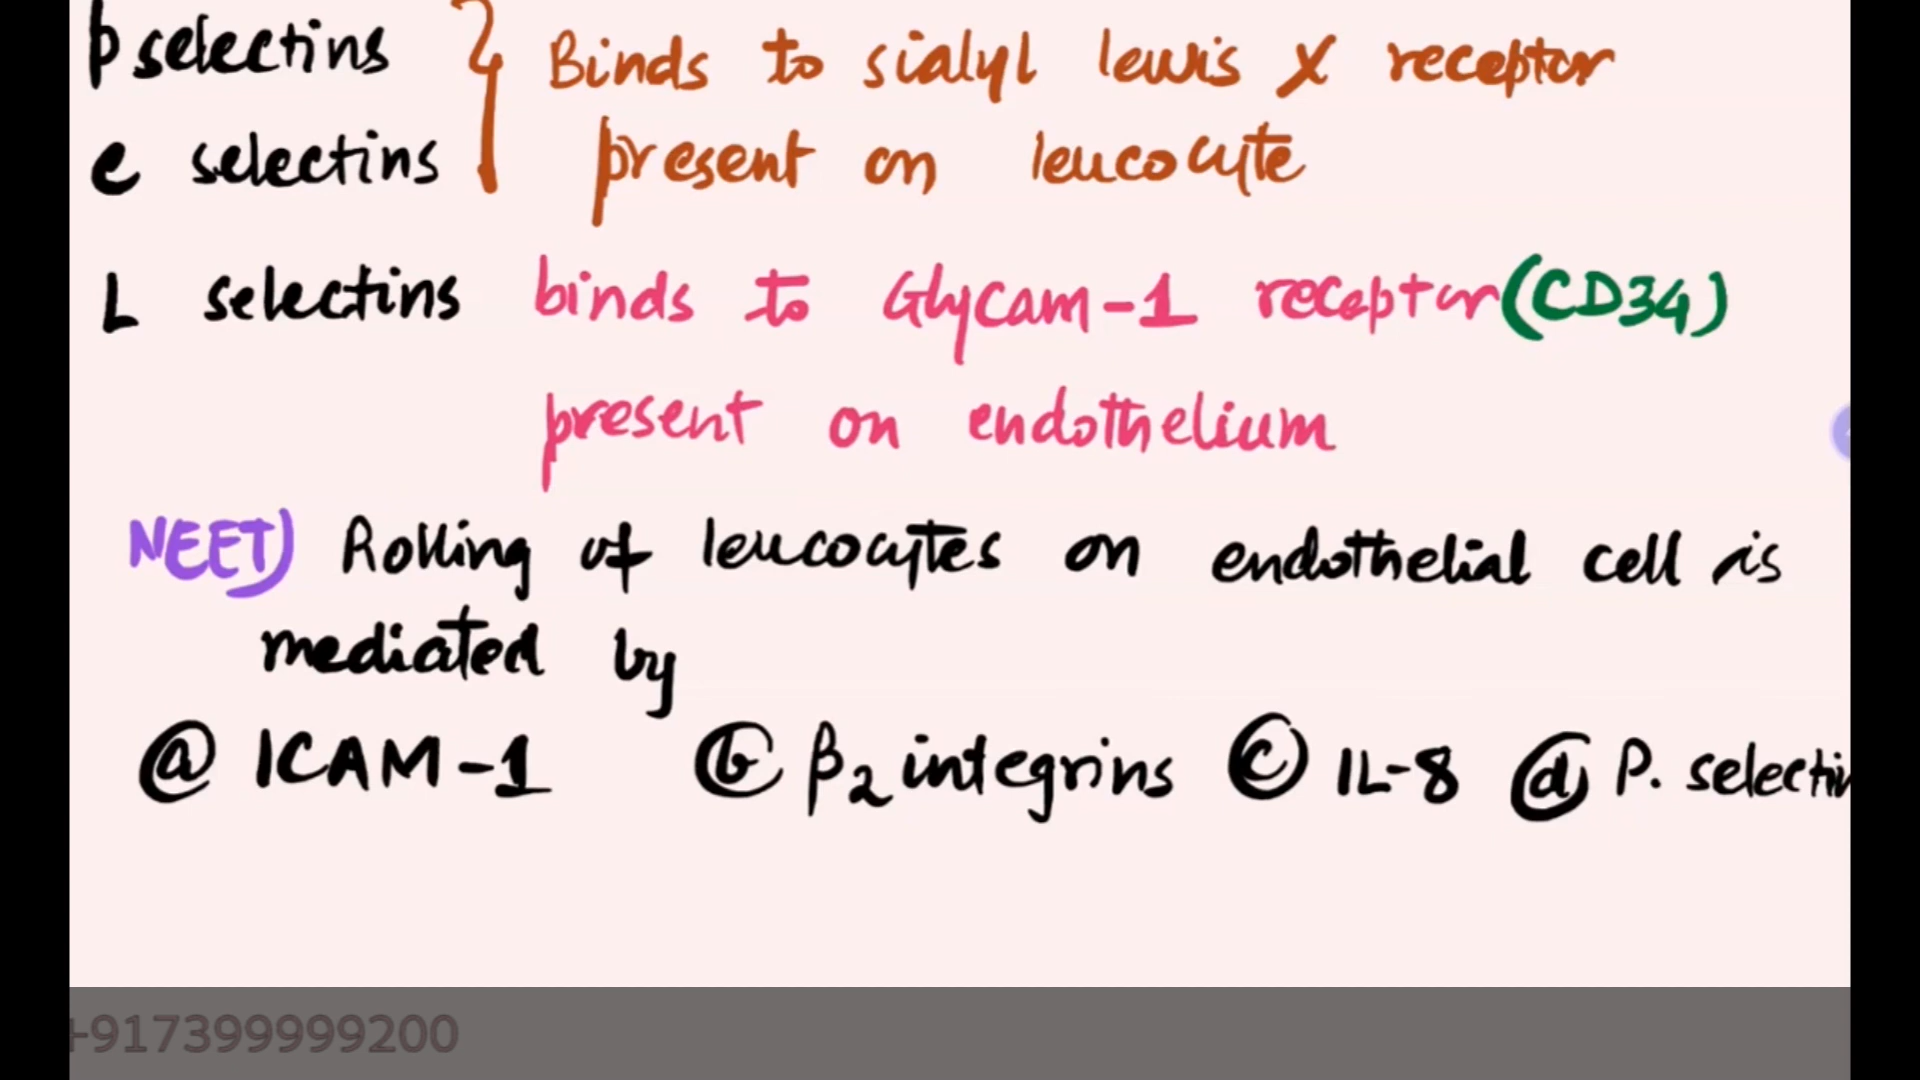 p selectins } Binds to sialyl lewis X receptor
e selectins present on leucocyte
L selectins binds to Glycam-1 receptor (CD34)
present on endothelium
NEET) Rolling of leucocytes on endothelial cell is
mediated by
(a) ICAM-1 (b) β2 integrins (c) IL-8 (d) P. selectin
+917399999200